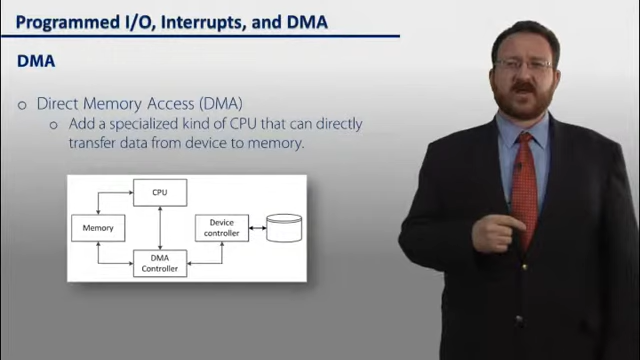 Programmed I/O, Interrupts, and DMA
DMA
Direct Memory Access (DMA)
Add a specialized kind of CPU that can directly
transfer data from device to memory.
CPU
Memory
Device
controller
DMA
Controller